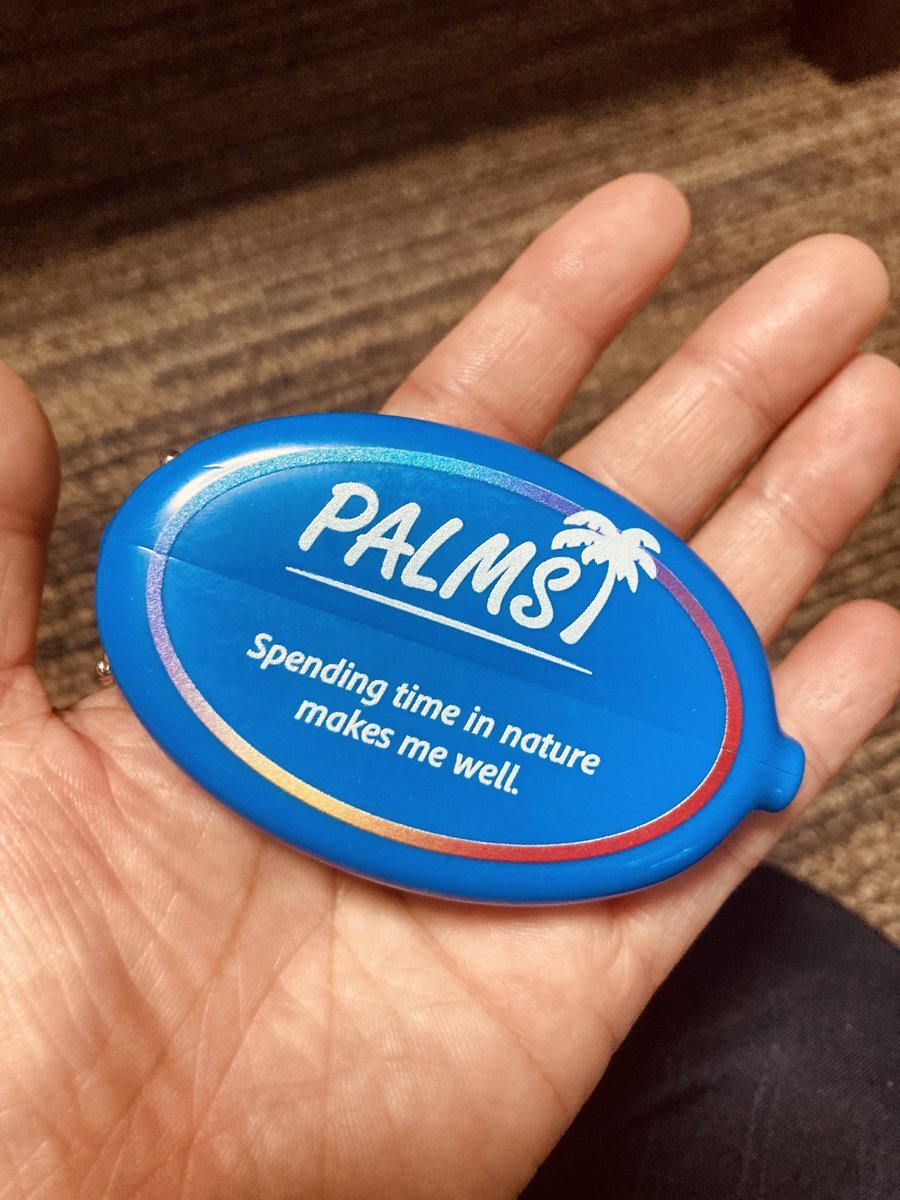 PALMS
Spending time in nature
makes me well.